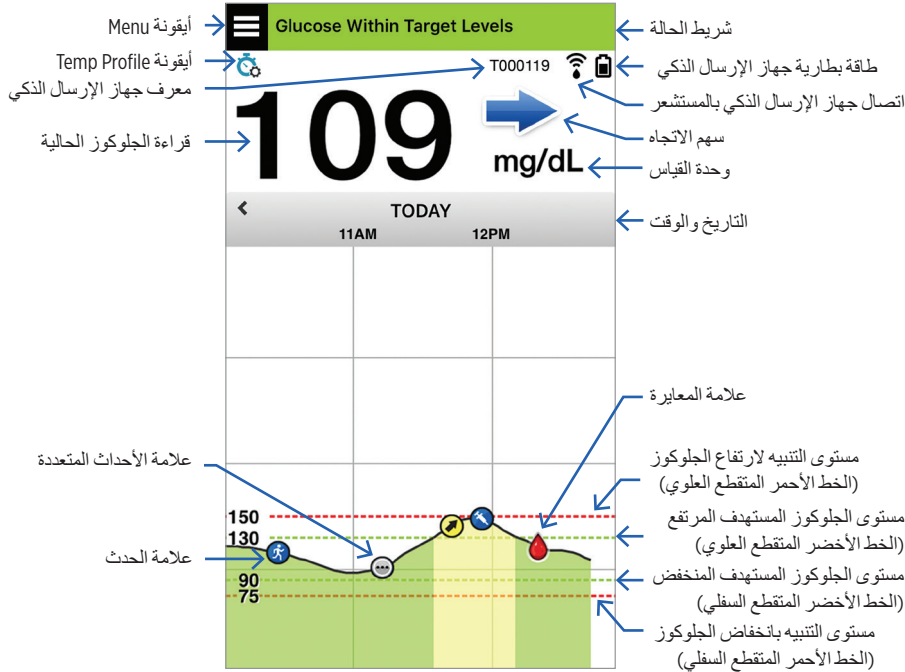 أيقونة Menu
Glucose Within Target Levels
شريط الحالة
أيقونة Temp Profile
T000119
طاقة بطارية جهاز الإرسال الذكي
معرف جهاز الإرسال الذكي
اتصال جهاز الإرسال الذكي بالمستشعر
109
سهم الاتجاه
قراءة الجلوكوز الحالية
mg/dL
وحدة القياس
TODAY
التاريخ والوقت
11AM
12PM
علامة المعايرة
علامة الأحداث المتعددة
مستوى التنبيه لارتفاع الجلوكوز
(الخط الأحمر المتقطع العلوي)
150
مستوى الجلوكوز المستهدف المرتفع
130
(الخط الأخضر المتقطع العلوي)
علامة الحدث
90
مستوى الجلوكوز المستهدف المنخفض
75
(الخط الأخضر المتقطع السفلي)
مستوى التنبيه بانخفاض الجلوكوز
(الخط الأحمر المتقطع السفلي)